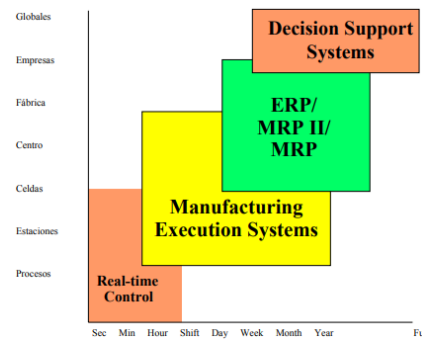 Globales
Decision Support
Systems
Empresas
ERP/
MRP II/
MRP
Fábrica
Centro
Celdas
Manufacturing
Execution Systems
Estaciones
Procesos
Real-time
Control
Sec Min Hour Shift Day Week Month Year Fu